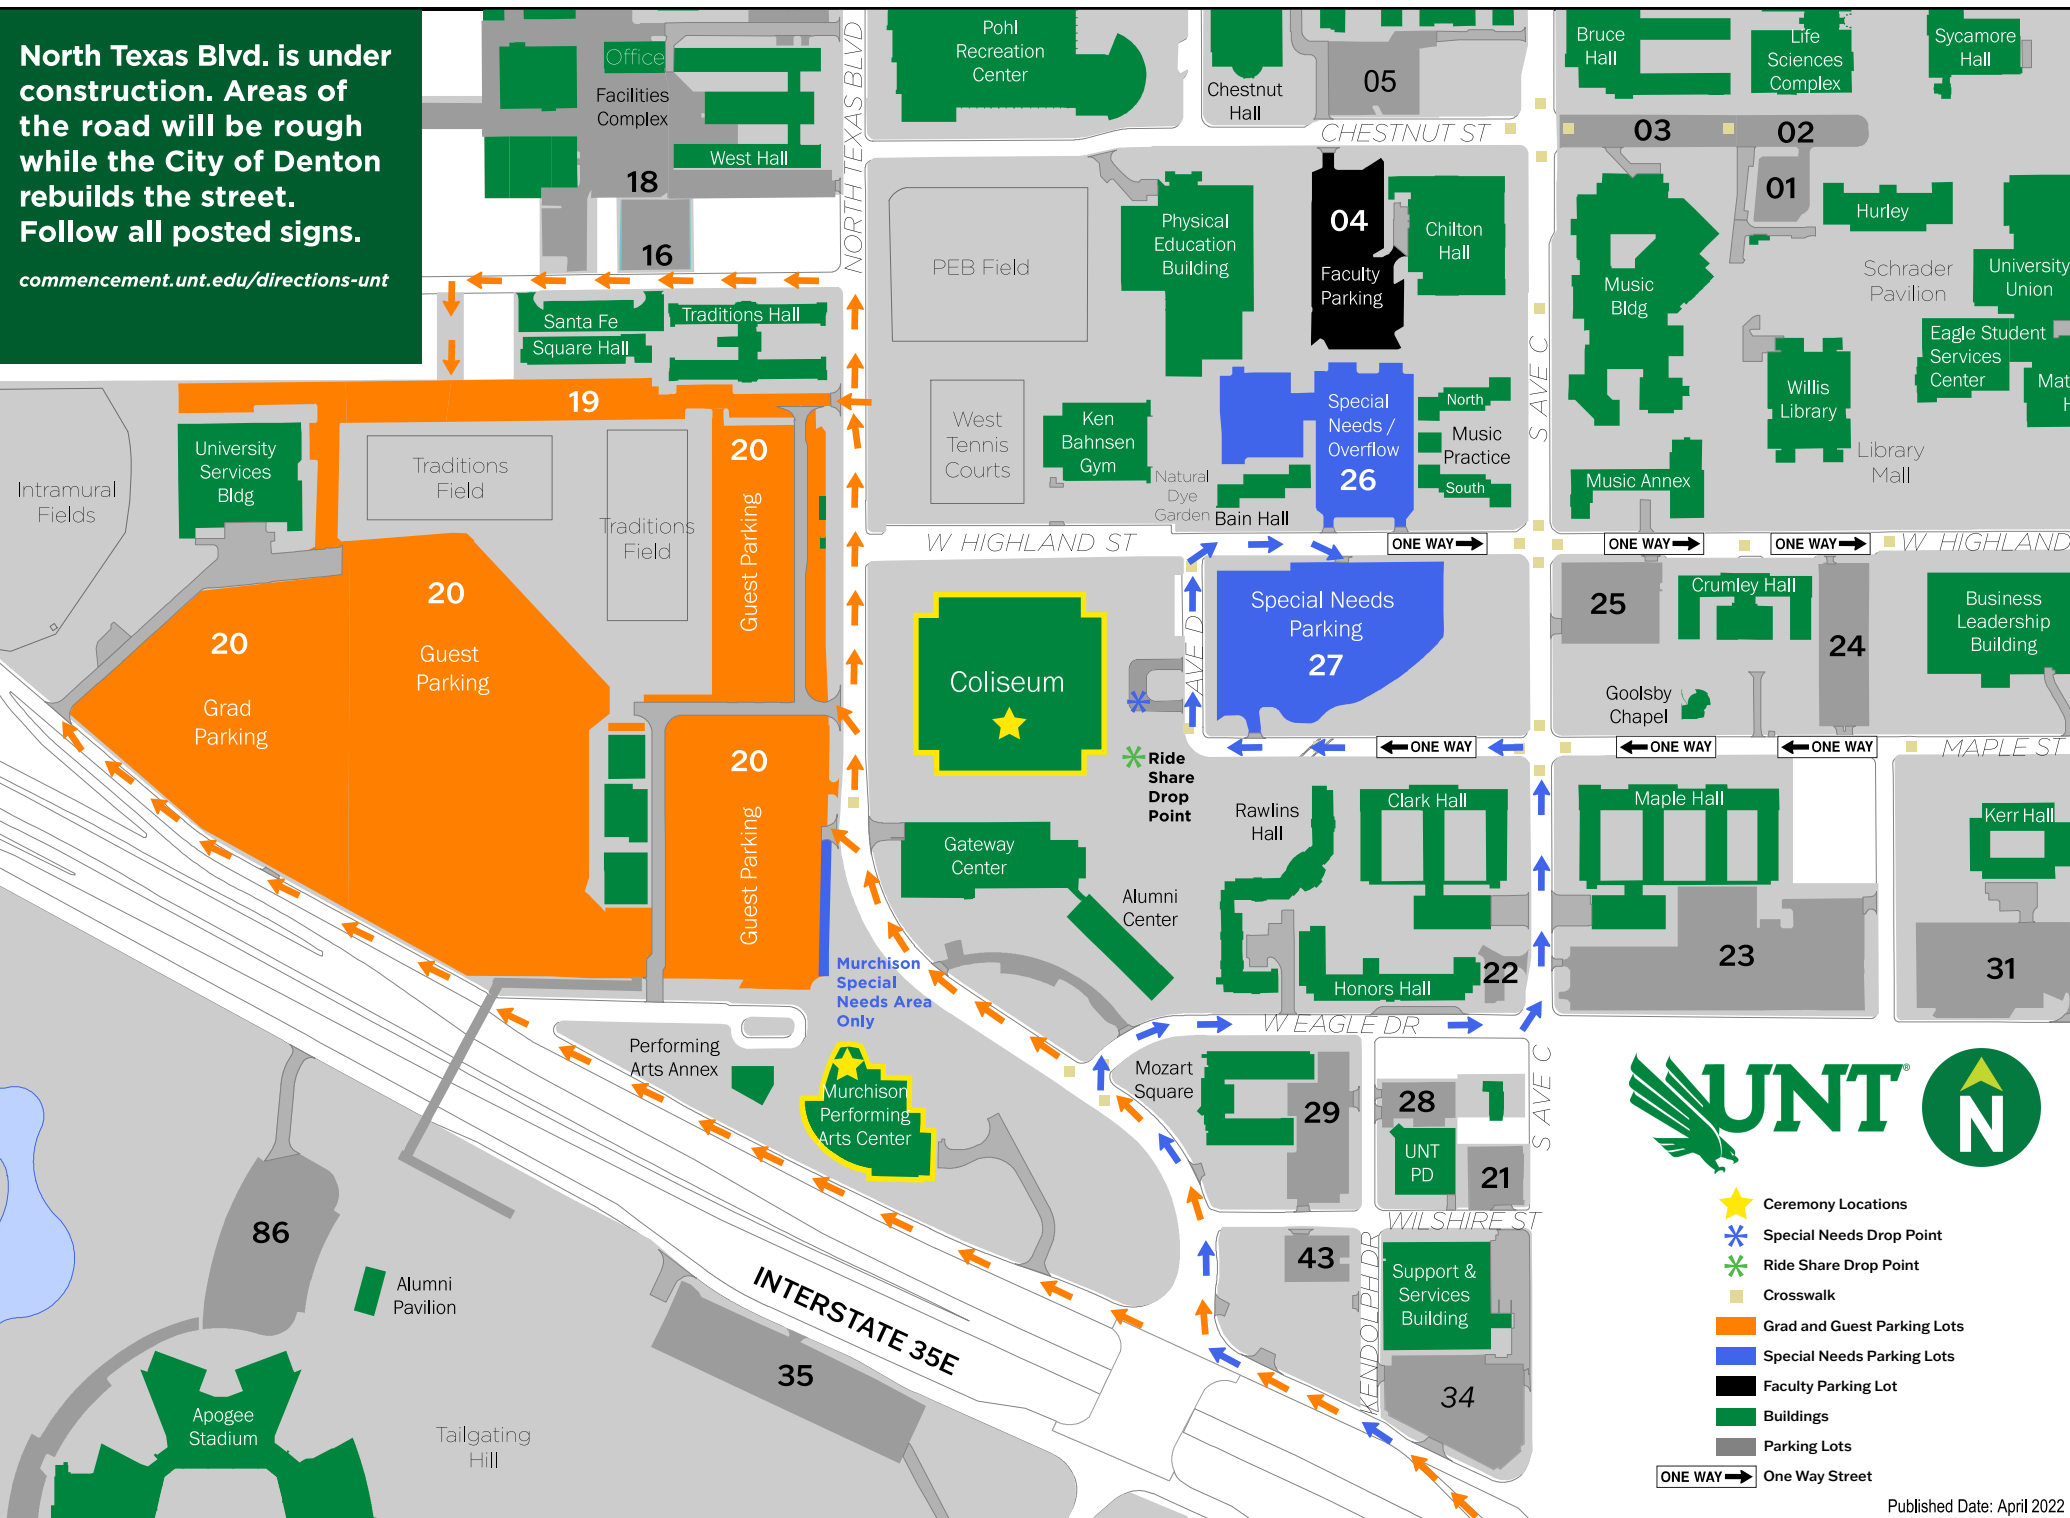 North Texas Blvd. is under
construction. Areas of
the road will be rough
while the City of Denton
rebuilds the street.
Follow all posted signs.
commencement.unt.edu/directions-unt
Office
Facilities
Complex
West Hall
18
16
NORTH TEXAS BLVD
Pohl
Recreation
Center
Chestnut
Hall
05
CHESTNUT ST
Bruce
Hall
Life
Sciences
Complex
Sycamore
Hall
03
02
01
Hurley
Physical
Education
Building
04
Faculty
Parking
Chilton
Hall
PEB Field
Music
Bldg
Schrader
Pavilion
University
Union
Eagle Student
Services
Center
Willis
Library
Mat
H
Library
Mall
Santa Fe
Square Hall
Traditions Hall
19
S AVE C
West
Tennis
Courts
Ken
Bahnsen
Gym
Natural
Dye
Garden
Bain Hall
Special
Needs /
Overflow
26
North
Music
Practice
South
Music Annex
University
Services
Bldg
Intramural
Fields
Traditions
Field
Traditions
Field
20
Guest Parking
W HIGHLAND ST
ONE WAY
ONE WAY
ONE WAY
W HIGHLAND
20
Grad
Parking
20
Guest
Parking
Coliseum
AVE D
Special Needs
Parking
27
25
Crumley Hall
24
Business
Leadership
Building
Goolsby
Chapel
ONE WAY
ONE WAY
ONE WAY
MAPLE ST
20
Guest Parking
Ride
Share
Drop
Point
Rawlins
Hall
Clark Hall
Maple Hall
Kerr Hall
Gateway
Center
Alumni
Center
Honors Hall
22
23
31
Murchison
Special
Needs Area
Only
W EAGLE DR
Performing
Arts Annex
Murchison
Performing
Arts Center
Mozart
Square
29
28
UNT
PD
21
S AVE C
WILSHIRE ST
43
KENDOLPH DR
Support &
Services
Building
34
86
Alumni
Pavilion
INTERSTATE 35E
35
Apogee
Stadium
Tailgating
Hill
UNT®
N
Ceremony Locations
Special Needs Drop Point
Ride Share Drop Point
Crosswalk
Grad and Guest Parking Lots
Special Needs Parking Lots
Faculty Parking Lot
Buildings
Parking Lots
ONE WAY One Way Street
Published Date: April 2022